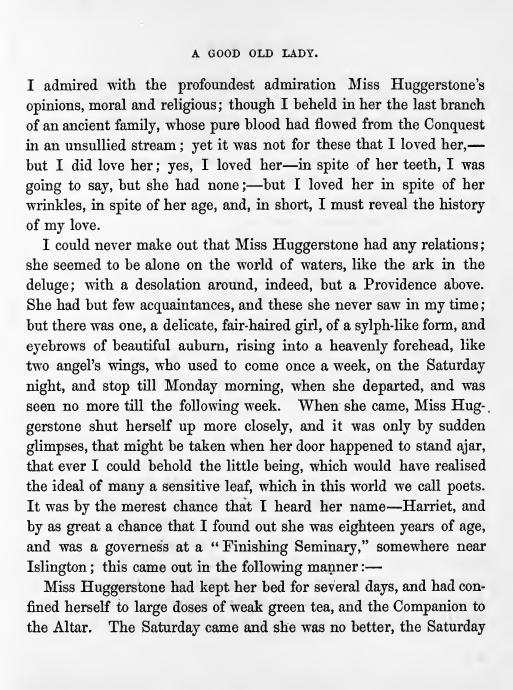 A GOOD OLD LADY.
I admired with the profoundest admiration Miss Huggerstone's
opinions, moral and religious; though I beheld in her the last branch
of an ancient family, whose pure blood had flowed from the Conquest
in an unsullied stream; yet it was not for these that I loved her,—
but I did love her; yes, I loved her—in spite of her teeth, I was
going to say, but she had none;—but I loved her in spite of her
wrinkles, in spite of her age, and, in short, I must reveal the history
of my love.
I could never make out that Miss Huggerstone had any relations;
she seemed to be alone on the world of waters, like the ark in the
deluge; with a desolation around, indeed, but a Providence above.
She had but few acquaintances, and these she never saw in my time;
but there was one, a delicate, fair-haired girl, of a sylph-like form, and
eyebrows of beautiful auburn, rising into a heavenly forehead, like
two angel's wings, who used to come once a week, on the Saturday
night, and stop till Monday morning, when she departed, and was
seen no more till the following week. When she came, Miss Hug-
gerstone shut herself up more closely, and it was only by sudden
glimpses, that might be taken when her door happened to stand ajar,
that ever I could behold the little being, which would have realised
the ideal of many a sensitive leaf, which in this world we call poets.
It was by the merest chance that I heard her name—Harriet, and
by as great a chance that I found out she was eighteen years of age,
and was a governess at a "Finishing Seminary," somewhere near
Islington; this came out in the following manner:—
Miss Huggerstone had kept her bed for several days, and had con-
fined herself to large doses of weak green tea, and the Companion to
the Altar. The Saturday came and she was no better, the Saturday